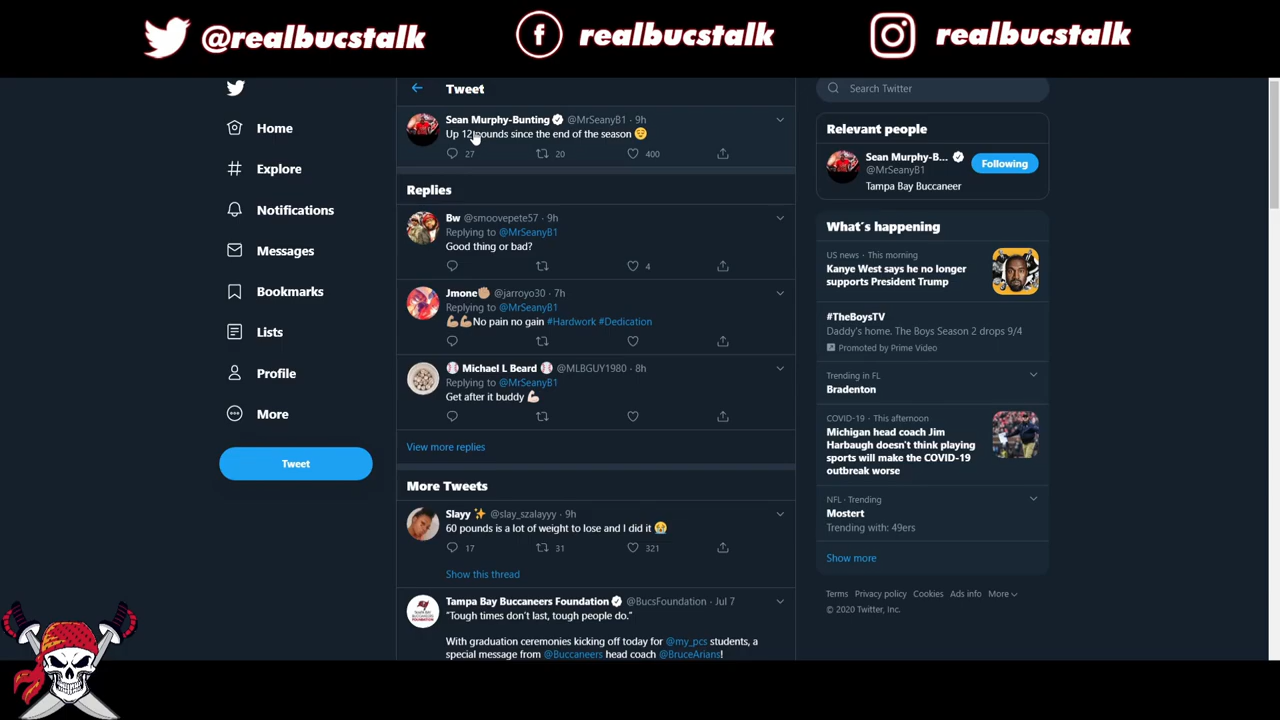 @realbucstalk
realbucstalk
realbucstalk
Home
Explore
Notifications
Messages
Bookmarks
Lists
Profile
More
Tweet
Tweet
Sean Murphy-Bunting @MrSeanyB1 · 9h
Up 12 pounds since the end of the season 😌
27 20 400
Replies
Bw @smoovepete57 · 9h
Replying to @MrSeanyB1
Good thing or bad?
4
Jmone👊🏽 @jarroyo30 · 7h
Replying to @MrSeanyB1
💪🏽💪🏽No pain no gain #Hardwork #Dedication
⚾ Michael L Beard ⚾ @MLBGUY1980 · 8h
Replying to @MrSeanyB1
Get after it buddy 💪🏻
View more replies
More Tweets
Slayy ✨ @slay_szalayyy · 9h
60 pounds is a lot of weight to lose and I did it 😭
17 31 321
Show this thread
Tampa Bay Buccaneers Foundation @BucsFoundation · Jul 7
“Tough times don’t last, tough people do.”
With graduation ceremonies kicking off today for @my_pcs students, a
special message from @Buccaneers head coach @BruceArians!
Search Twitter
Relevant people
Sean Murphy-B...
@MrSeanyB1
Following
Tampa Bay Buccaneer
What’s happening
US news · This morning
Kanye West says he no longer
supports President Trump
#TheBoysTV
Daddy's home. The Boys Season 2 drops 9/4
Promoted by Prime Video
Trending in FL
Bradenton
COVID-19 · This afternoon
Michigan head coach Jim
Harbaugh doesn't think playing
sports will make the COVID-19
outbreak worse
NFL · Trending
Mostert
Trending with: 49ers
Show more
Terms Privacy policy Cookies Ads info More
© 2020 Twitter, Inc.